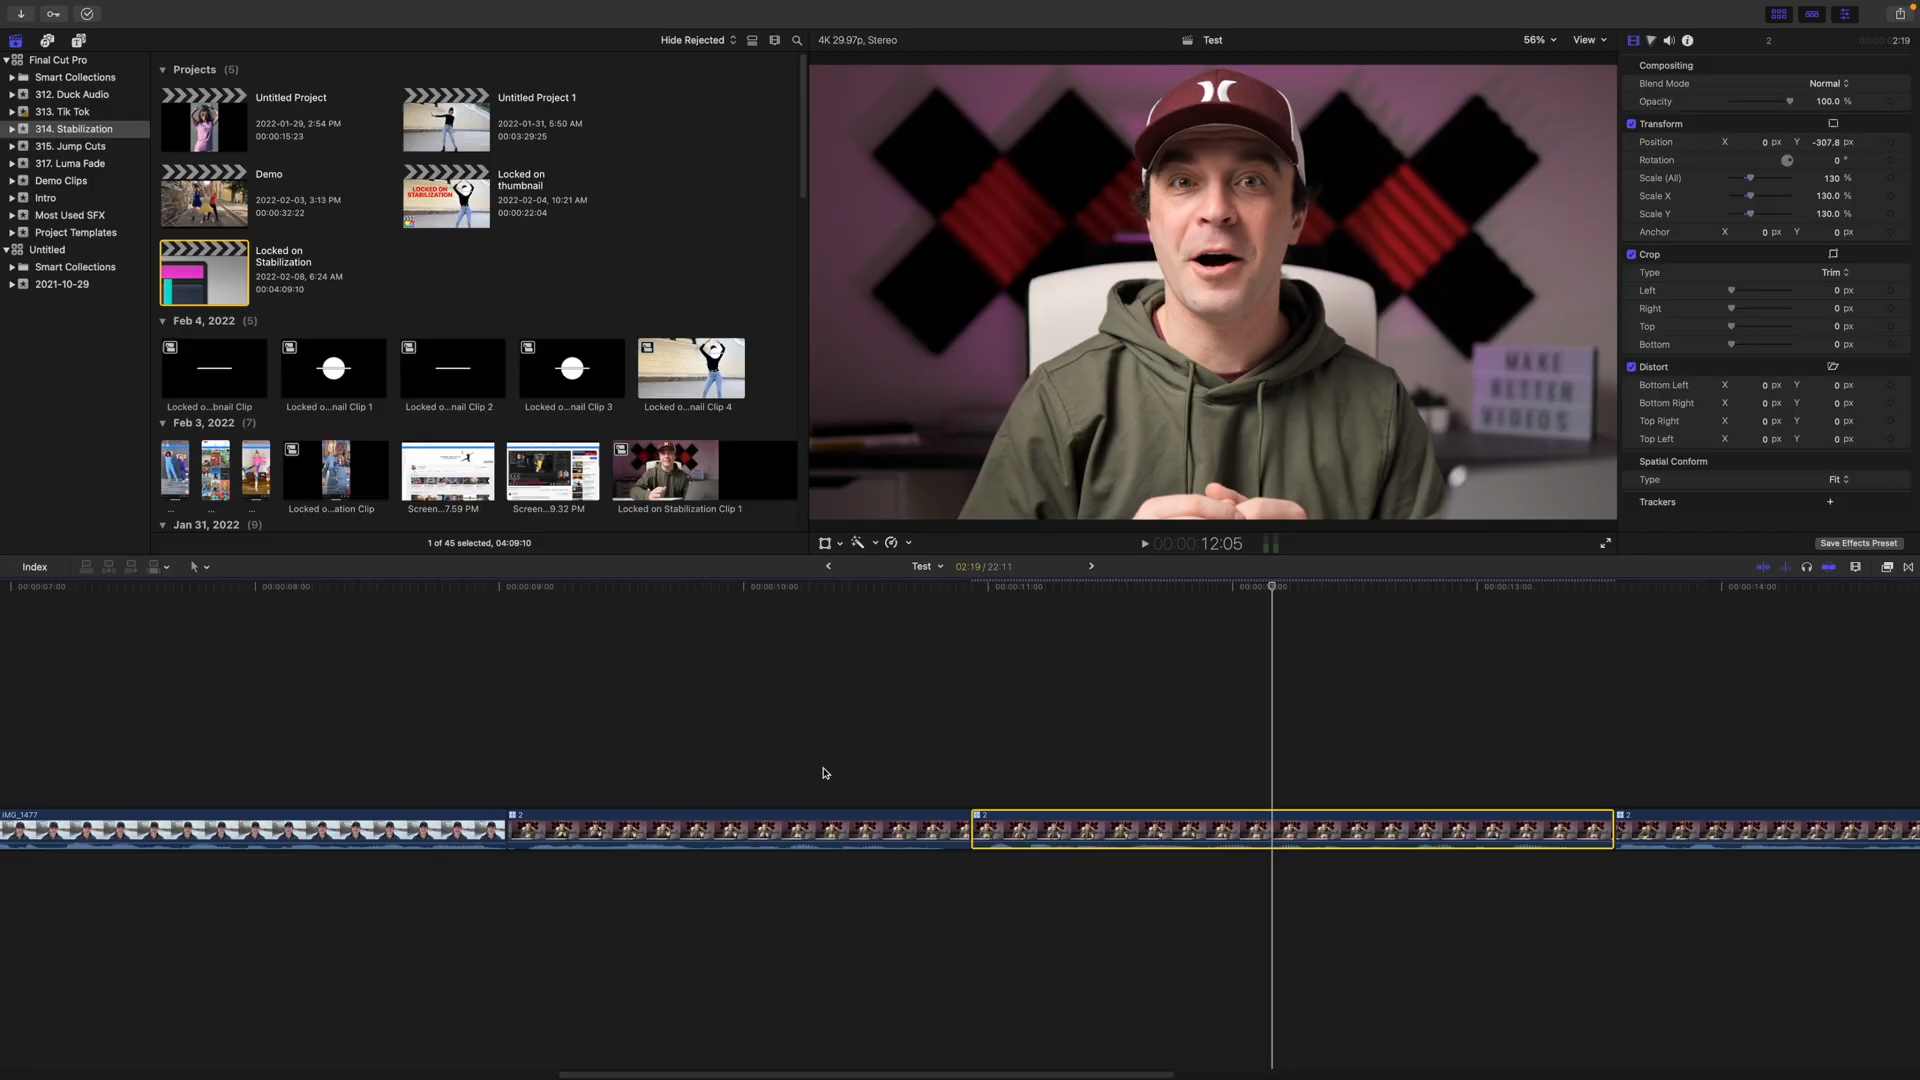 Hide Rejected
4K 29.97p, Stereo
Test
56%
View
2
00:00:02:19
Final Cut Pro
Smart Collections
312. Duck Audio
313. Tik Tok
314. Stabilization
315. Jump Cuts
317. Luma Fade
Demo Clips
Intro
Most Used SFX
Project Templates
Untitled
Smart Collections
2021-10-29
Projects (5)
Untitled Project
2022-01-29, 2:54 PM
00:00:15:23
Untitled Project 1
2022-01-31, 5:50 AM
00:03:29:25
Demo
2022-02-03, 3:13 PM
00:00:32:22
LOCKED ON
STABILIZATION
Locked on
thumbnail
2022-02-04, 10:21 AM
00:00:22:04
Locked on
Stabilization
2022-02-08, 6:24 AM
00:04:09:10
Feb 4, 2022 (5)
Locked o...bnail Clip
Locked o...nail Clip 1
Locked o...nail Clip 2
Locked o...nail Clip 3
Locked o...nail Clip 4
Feb 3, 2022 (7)
...
...
...
Locked o...ation Clip
Screen...7.59 PM
Screen...9.32 PM
Locked on Stabilization Clip 1
Jan 31, 2022 (9)
1 of 45 selected, 04:09:10
MAKE
BETTER
VIDEOS
00:00:12:05
Compositing
Blend Mode Normal
Opacity 100.0 %
Transform
Position X 0 px Y -307.8 px
Rotation 0 °
Scale (All) 130 %
Scale X 130.0 %
Scale Y 130.0 %
Anchor X 0 px Y 0 px
Crop
Type Trim
Left 0 px
Right 0 px
Top 0 px
Bottom 0 px
Distort
Bottom Left X 0 px Y 0 px
Bottom Right X 0 px Y 0 px
Top Right X 0 px Y 0 px
Top Left X 0 px Y 0 px
Spatial Conform
Type Fit
Trackers +
Save Effects Preset
Index
Test
02:19 / 22:11
00:00:07:00
00:00:08:00
00:00:09:00
00:00:10:00
00:00:11:00
00:00:13:00
00:00:14:00
IMG_1477
2
2
2